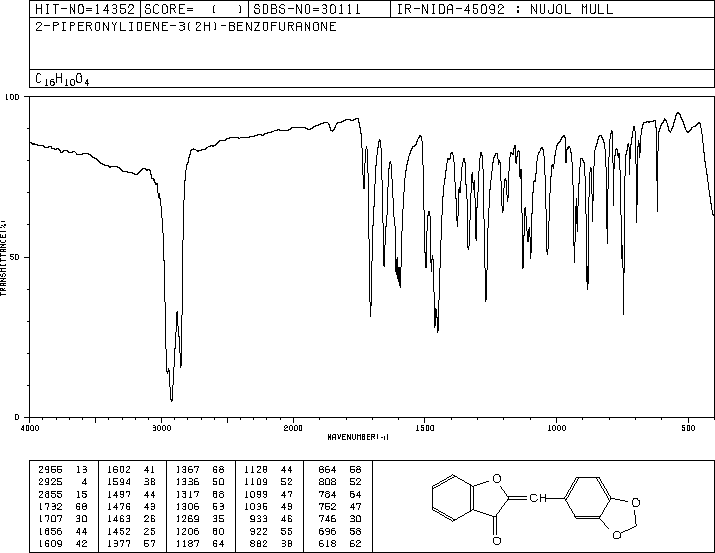 HIT-NO=14352 SCORE= ( ) SDBS-NO=30111 IR-NIDA-45092 : NUJOL MULL
2-PIPERONYLIDENE-3(2H)-BENZOFURANONE
C16H10O4
100
50
0
TRANSMITTANCE(%)
4000 3000 2000 1500 1000 500
WAVENUMBER(-1)
2955 13 1602 41 1367 68 1128 44 864 58
2925 4 1594 38 1336 50 1109 52 808 52
2855 15 1497 44 1317 66 1099 47 784 64
1732 68 1476 49 1306 53 1036 49 752 47
1707 30 1463 26 1269 35 933 46 746 30
1656 44 1452 25 1206 60 922 55 696 58
1609 42 1377 57 1187 64 882 38 618 62
O
CH
O
O
O